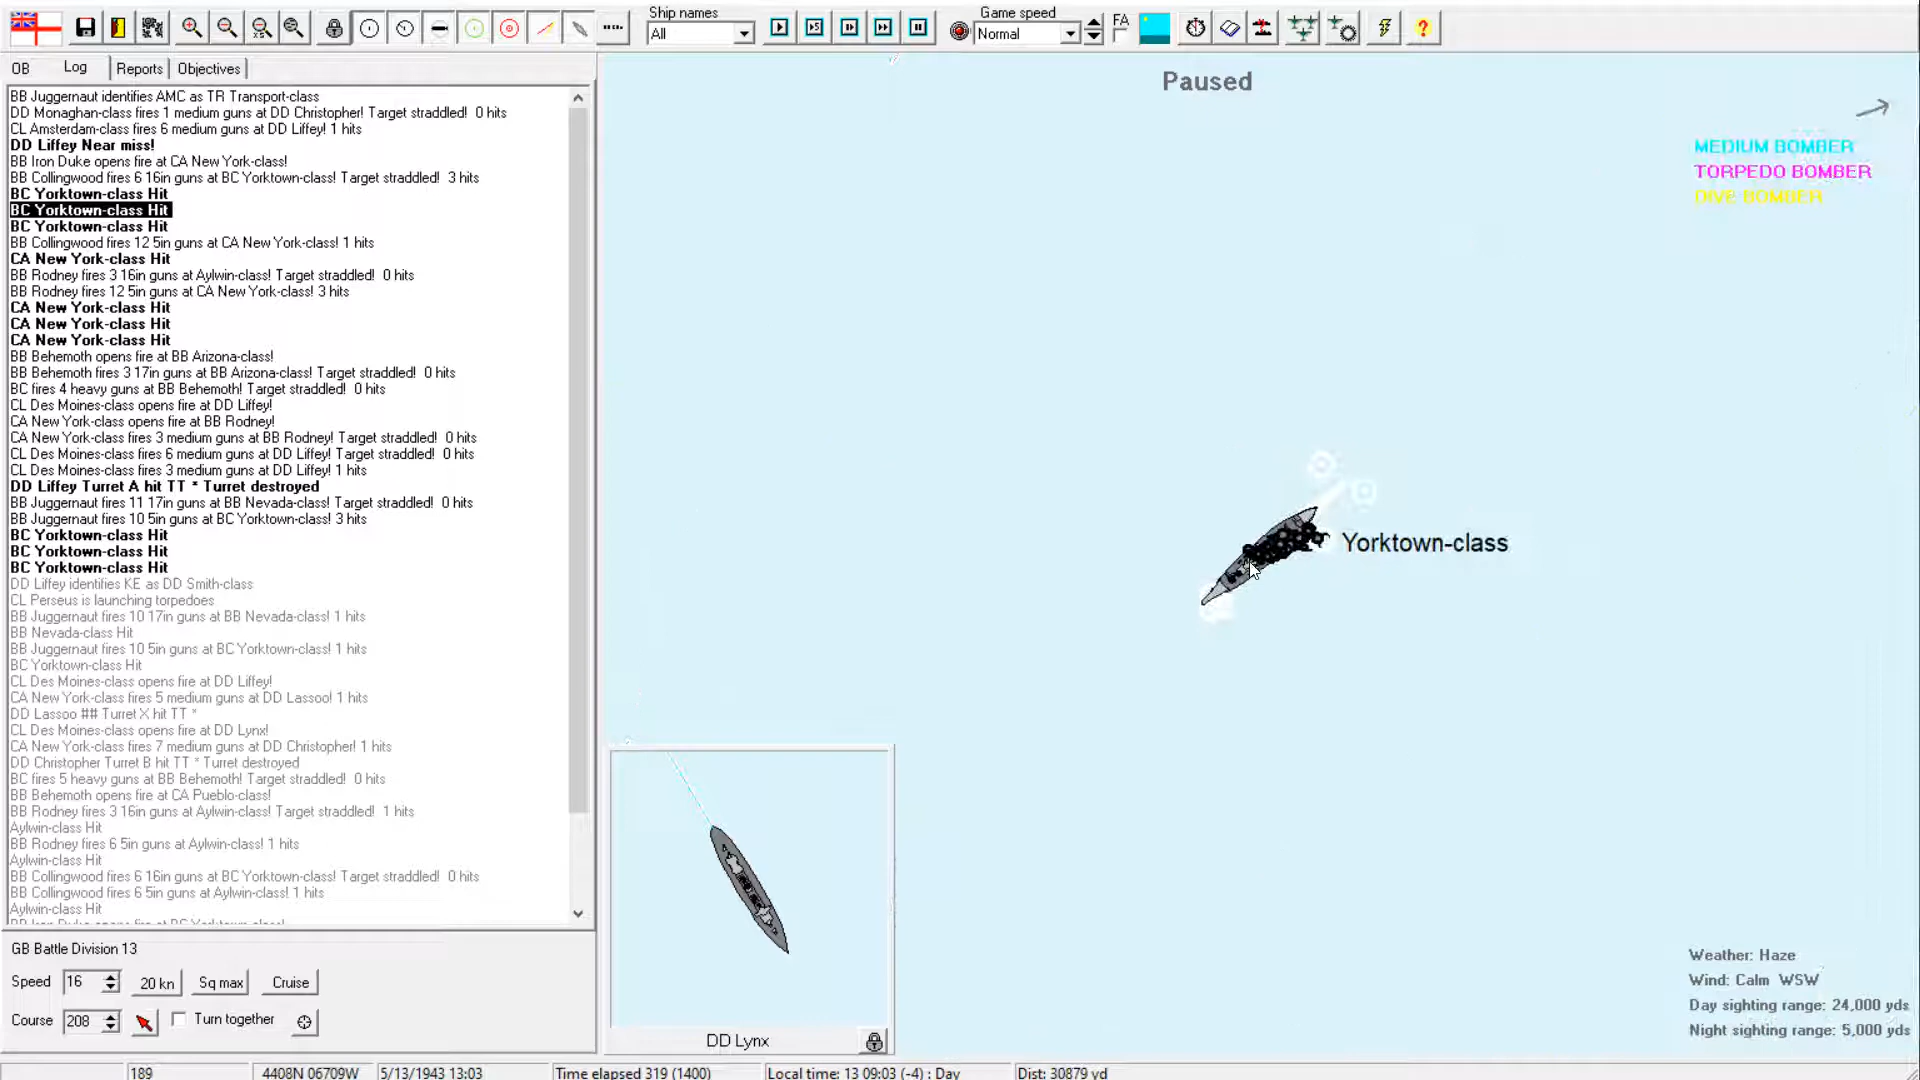 Ship names
All
Game speed
Normal
FA
OB
Log
Reports
Objectives
BB Juggernaut identifies AMC as TR Transport-class
DD Monaghan-class fires 1 medium guns at DD Christopher! Target straddled!  0 hits
CL Amsterdam-class fires 6 medium guns at DD Liffey! 1 hits
DD Liffey Near miss!
BB Iron Duke opens fire at CA New York-class!
BB Collingwood fires 6 16in guns at BC Yorktown-class! Target straddled!  3 hits
BC Yorktown-class Hit
BC Yorktown-class Hit
BC Yorktown-class Hit
BB Collingwood fires 12 5in guns at CA New York-class! 1 hits
CA New York-class Hit
BB Rodney fires 3 16in guns at Aylwin-class! Target straddled!  0 hits
BB Rodney fires 12 5in guns at CA New York-class! 3 hits
CA New York-class Hit
CA New York-class Hit
CA New York-class Hit
BB Behemoth opens fire at BB Arizona-class!
BB Behemoth fires 3 17in guns at BB Arizona-class! Target straddled!  0 hits
BC fires 4 heavy guns at BB Behemoth! Target straddled!  0 hits
CL Des Moines-class opens fire at DD Liffey!
CA New York-class opens fire at BB Rodney!
CA New York-class fires 3 medium guns at BB Rodney! Target straddled!  0 hits
CL Des Moines-class fires 6 medium guns at DD Liffey! Target straddled!  0 hits
CL Des Moines-class fires 3 medium guns at DD Liffey! 1 hits
DD Liffey Turret A hit TT * Turret destroyed
BB Juggernaut fires 11 17in guns at BB Nevada-class! Target straddled!  0 hits
BB Juggernaut fires 10 5in guns at BC Yorktown-class! 3 hits
BC Yorktown-class Hit
BC Yorktown-class Hit
BC Yorktown-class Hit
DD Liffey identifies KE as DD Smith-class
CL Perseus is launching torpedoes
BB Juggernaut fires 10 17in guns at BB Nevada-class! 1 hits
BB Nevada-class Hit
BB Juggernaut fires 10 5in guns at BC Yorktown-class! 1 hits
BC Yorktown-class Hit
CL Des Moines-class opens fire at DD Liffey!
CA New York-class fires 5 medium guns at DD Lassoo! 1 hits
DD Lassoo ## Turret X hit TT *
CL Des Moines-class opens fire at DD Lynx!
CA New York-class fires 7 medium guns at DD Christopher! 1 hits
DD Christopher Turret B hit TT * Turret destroyed
BC fires 5 heavy guns at BB Behemoth! Target straddled!  0 hits
BB Behemoth opens fire at CA Pueblo-class!
BB Rodney fires 3 16in guns at Aylwin-class! Target straddled!  1 hits
Aylwin-class Hit
BB Rodney fires 6 5in guns at Aylwin-class! 1 hits
Aylwin-class Hit
BB Collingwood fires 6 16in guns at BC Yorktown-class! Target straddled!  0 hits
BB Collingwood fires 6 5in guns at Aylwin-class! 1 hits
Aylwin-class Hit
BB Iron Duke opens fire at BC Yorktown-class!
GB Battle Division 13
Speed 16 20 kn Sq max Cruise
Course 208 Turn together
Paused
MEDIUM BOMBER
TORPEDO BOMBER
DIVE BOMBER
Yorktown-class
DD Lynx
Weather: Haze
Wind: Calm  WSW
Day sighting range: 24,000 yds
Night sighting range: 5,000 yds
189
4408N 06709W
5/13/1943 13:03
Time elapsed 319 (1400)
Local time: 13 09:03 (-4) : Day
Dist: 30879 yd